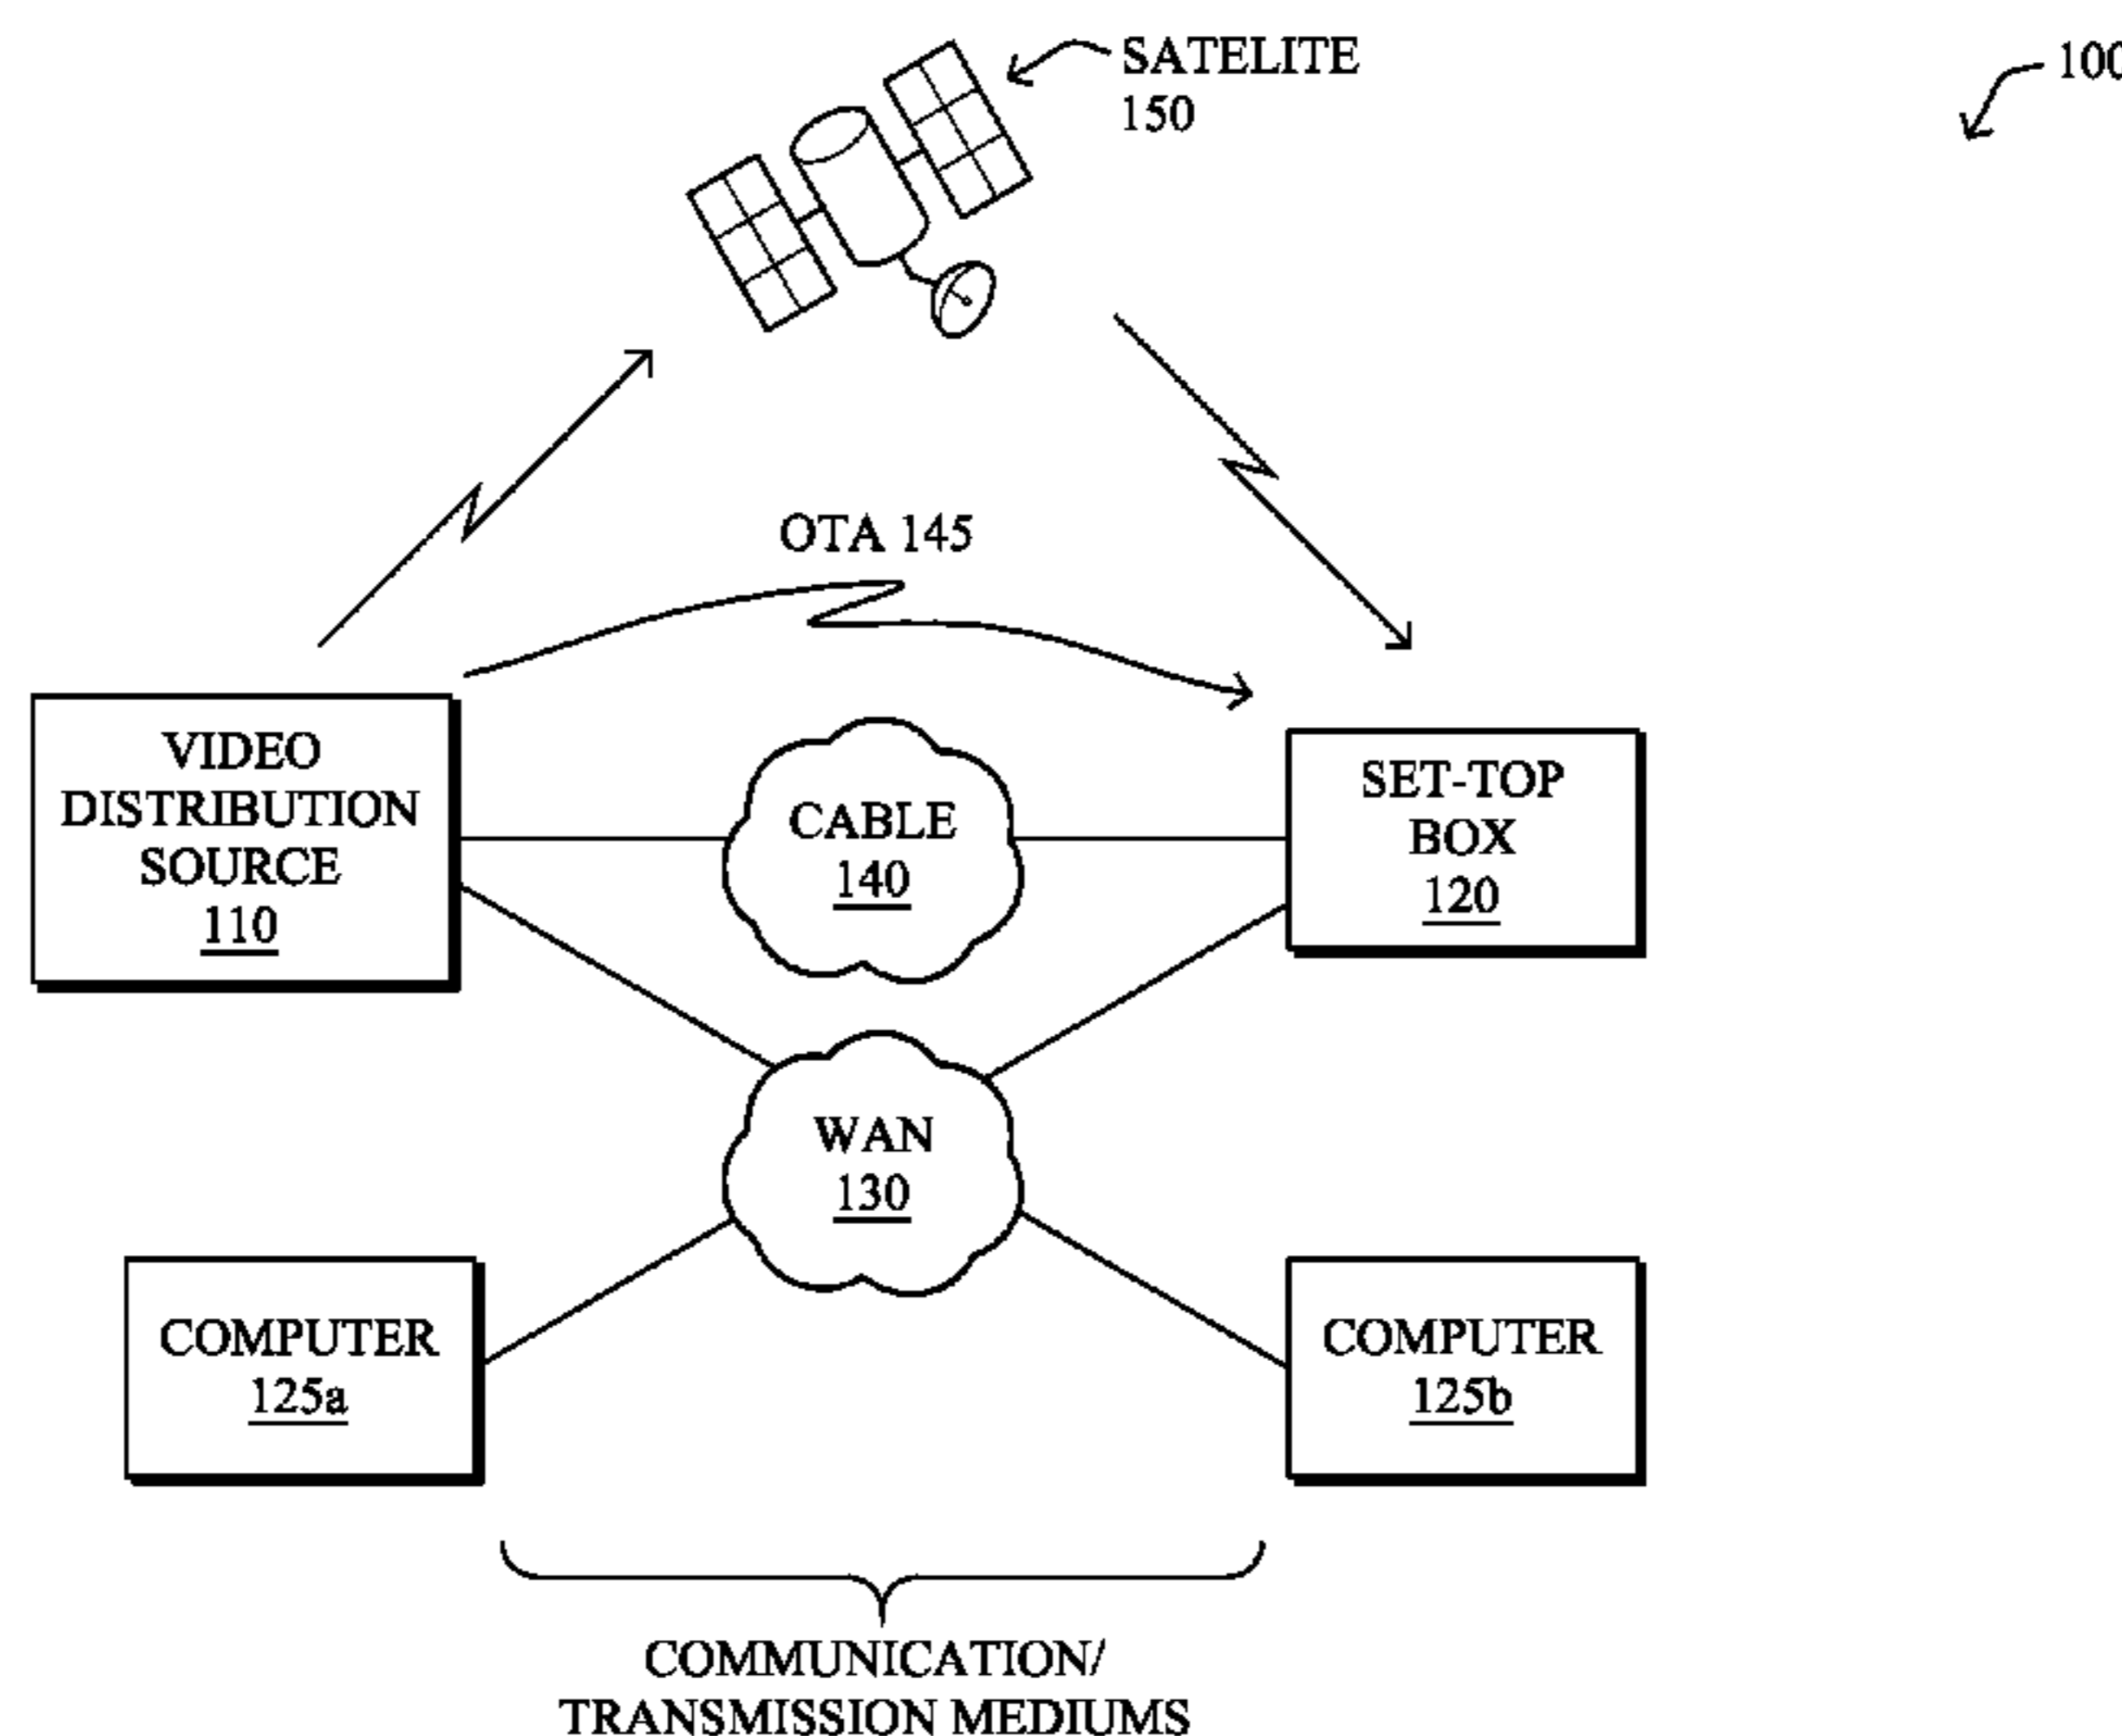 SATELITE
150
100
OTA 145
VIDEO
DISTRIBUTION
SOURCE
110
CABLE
140
SET-TOP
BOX
120
WAN
130
COMPUTER
125a
COMPUTER
125b
COMMUNICATION/
TRANSMISSION MEDIUMS